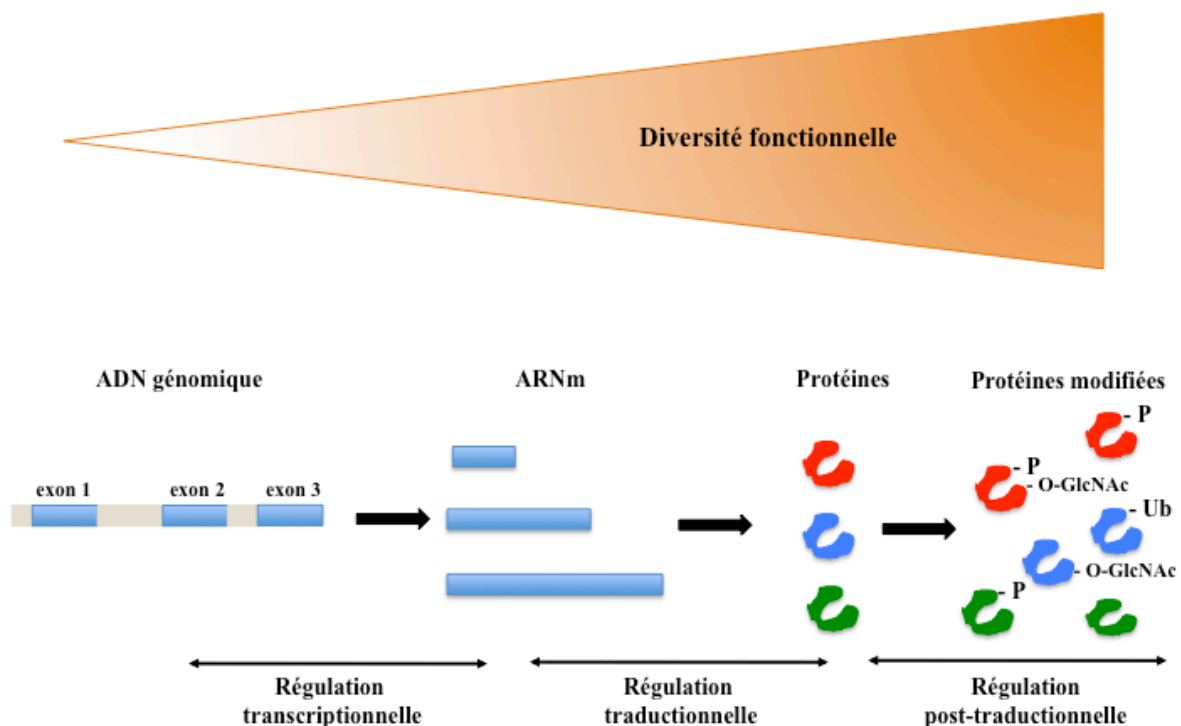 Diversité fonctionnelle
ADN génomique
ARNm
Protéines
Protéines modifiées
exon 1
exon 2
exon 3
- P
- P
- O-GlcNAc
- Ub
- O-GlcNAc
- P
Régulation
transcriptionnelle
Régulation
traductionnelle
Régulation
post-traductionnelle